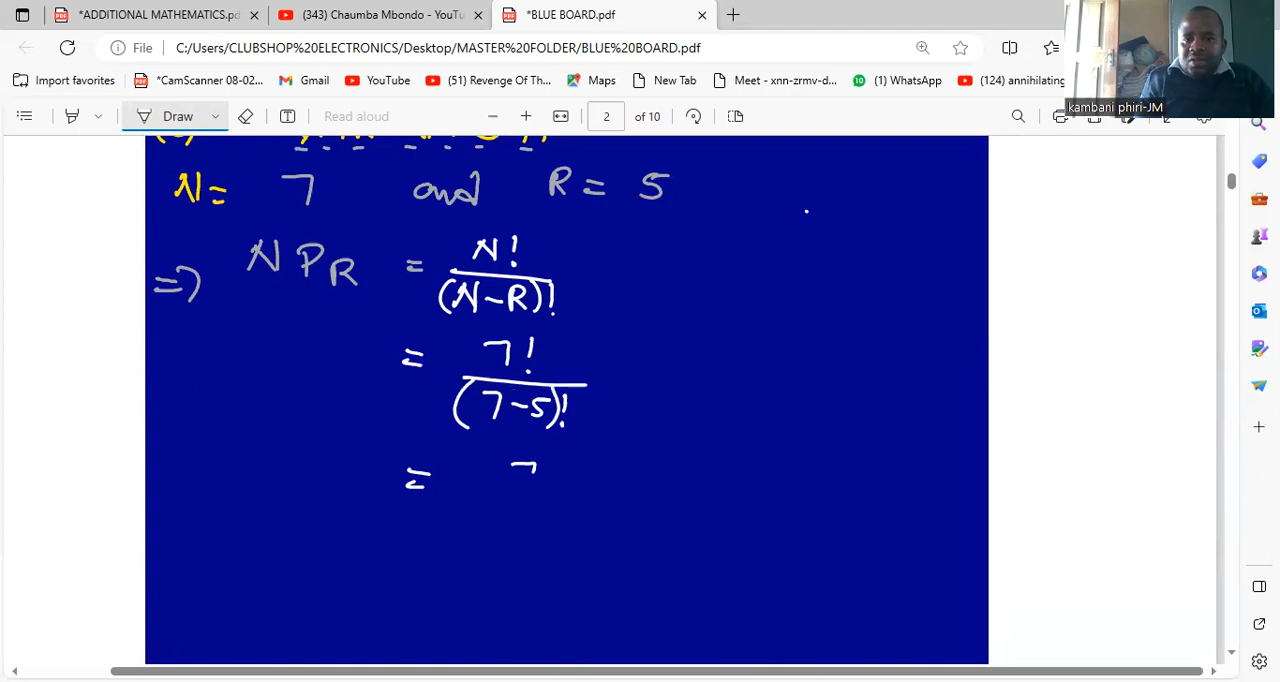 *ADDITIONAL MATHEMATICS.pd
(343) Chaumba Mbondo - YouTu
*BLUE BOARD.pdf
File
C:/Users/CLUBSHOP%20ELECTRONICS/Desktop/MASTER%20FOLDER/BLUE%20BOARD.pdf
Import favorites
*CamScanner 08-02...
Gmail
YouTube
(51) Revenge Of Th...
Maps
New Tab
Meet - xnn-zrmv-d...
(1) WhatsApp
(124) annihilating
kambani phiri-JM
Draw
Read aloud
2 of 10
N= 7 and R = 5
=> NPR = N!
(N-R)!
= 7!
(7-5)!
= 7